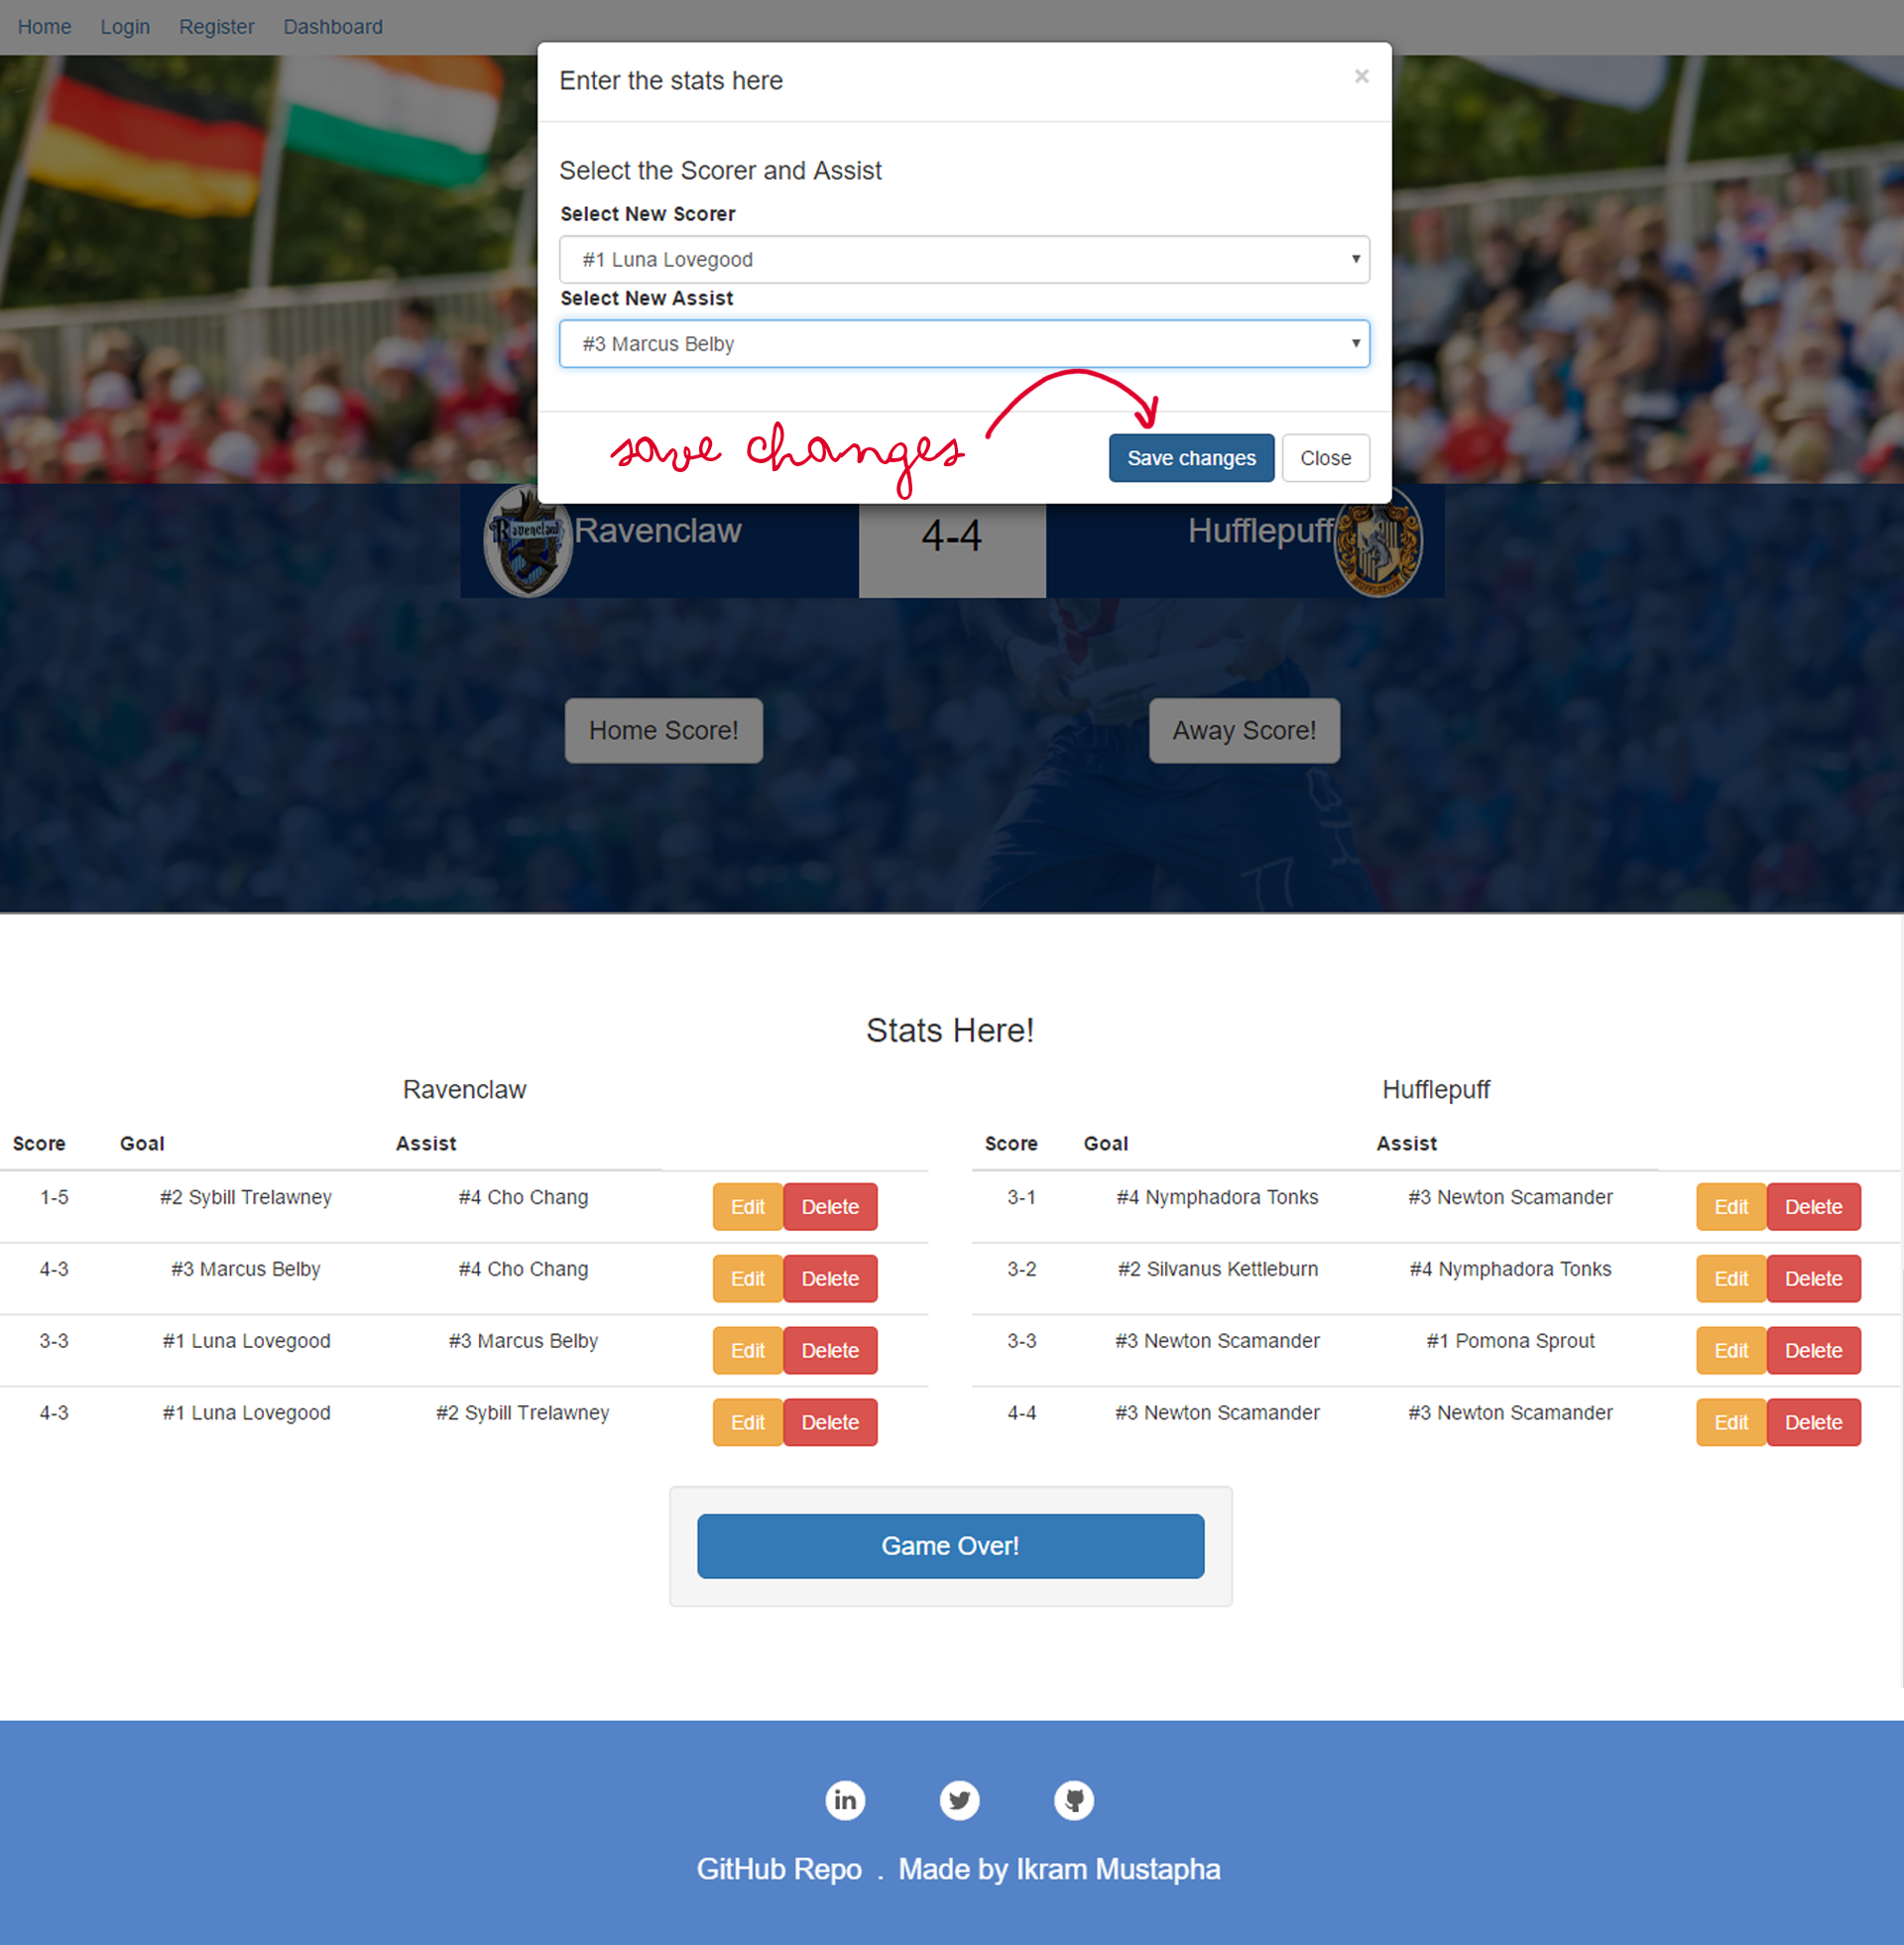 Home Login Register Dashboard
Enter the stats here ×
Select the Scorer and Assist
Select New Scorer
#1 Luna Lovegood
Select New Assist
#3 Marcus Belby
save changes
Save changes Close
Ravenclaw Ravenclaw 4-4 Hufflepuff HUFFLEPUFF
Home Score! Away Score!
Stats Here!
Ravenclaw
Score Goal Assist
1-5 #2 Sybill Trelawney #4 Cho Chang Edit Delete
4-3 #3 Marcus Belby #4 Cho Chang Edit Delete
3-3 #1 Luna Lovegood #3 Marcus Belby Edit Delete
4-3 #1 Luna Lovegood #2 Sybill Trelawney Edit Delete
Hufflepuff
Score Goal Assist
3-1 #4 Nymphadora Tonks #3 Newton Scamander Edit Delete
3-2 #2 Silvanus Kettleburn #4 Nymphadora Tonks Edit Delete
3-3 #3 Newton Scamander #1 Pomona Sprout Edit Delete
4-4 #3 Newton Scamander #3 Newton Scamander Edit Delete
Game Over!
in
GitHub Repo . Made by Ikram Mustapha